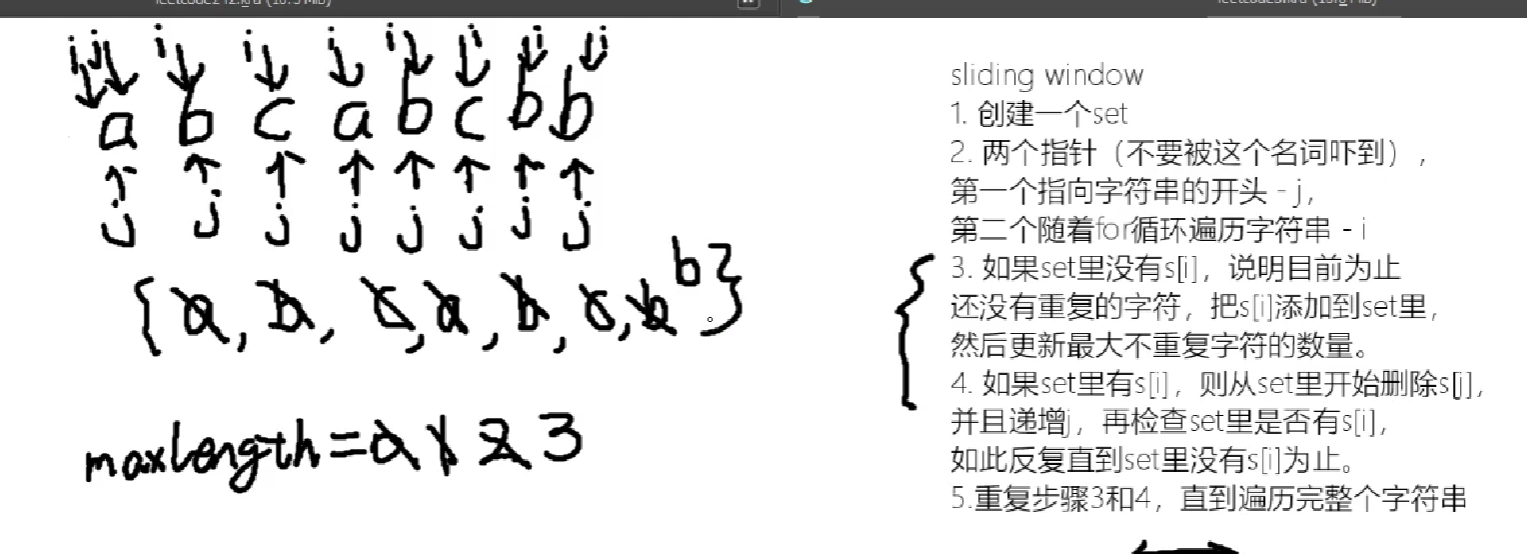 i j i i i i i i i
a b c a b c b b
j j j j j j j j
{a, b, c, a, b, c, b b}
maxlength = 0 1 2 3
sliding window
1. 创建一个set
2. 两个指针（不要被这个名词吓到），
第一个指向字符串的开头 - j，
第二个随着for循环遍历字符串 - i
3. 如果set里没有s[i]，说明目前为止
还没有重复的字符，把s[i]添加到set里，
然后更新最大不重复字符的数量。
4. 如果set里有s[i]，则从set里开始删除s[j]，
并且递增j，再检查set里是否有s[i]，
如此反复直到set里没有s[i]为止。
5.重复步骤3和4，直到遍历完整个字符串